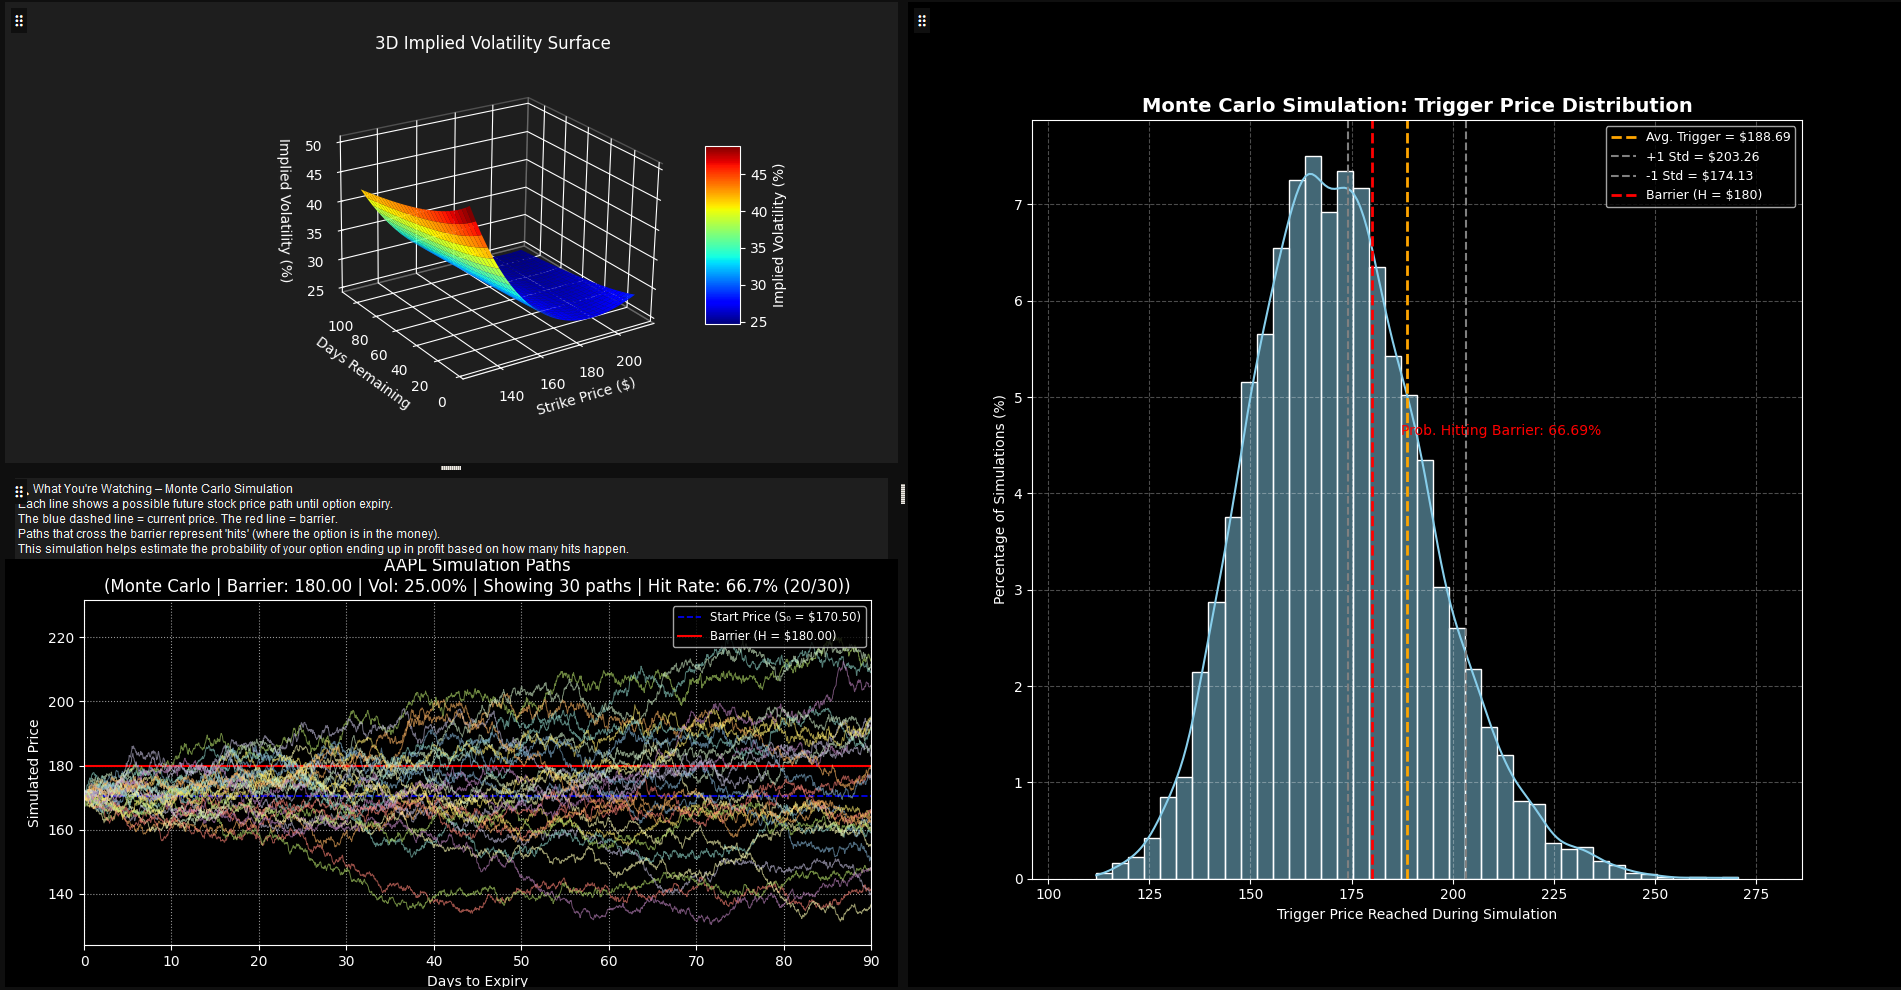 3D Implied Volatility Surface
50
45
40
35
30
25
Implied Volatility (%)
100
80
60
40
20
0
Days Remaining
140
160
180
200
Strike Price ($)
45
40
35
30
25
Implied Volatility (%)
, What You're Watching – Monte Carlo Simulation
Each line shows a possible future stock price path until option expiry.
The blue dashed line = current price. The red line = barrier.
Paths that cross the barrier represent 'hits' (where the option is in the money).
This simulation helps estimate the probability of your option ending up in profit based on how many hits happen.
AAPL Simulation Paths
(Monte Carlo | Barrier: 180.00 | Vol: 25.00% | Showing 30 paths | Hit Rate: 66.7% (20/30))
Start Price (S₀ = $170.50)
Barrier (H = $180.00)
220
200
180
160
140
Simulated Price
0 10 20 30 40 50 60 70 80 90
Days to Expiry
Monte Carlo Simulation: Trigger Price Distribution
Avg. Trigger = $188.69
+1 Std = $203.26
-1 Std = $174.13
Barrier (H = $180)
Prob. Hitting Barrier: 66.69%
7
6
5
4
3
2
1
0
Percentage of Simulations (%)
100 125 150 175 200 225 250 275
Trigger Price Reached During Simulation